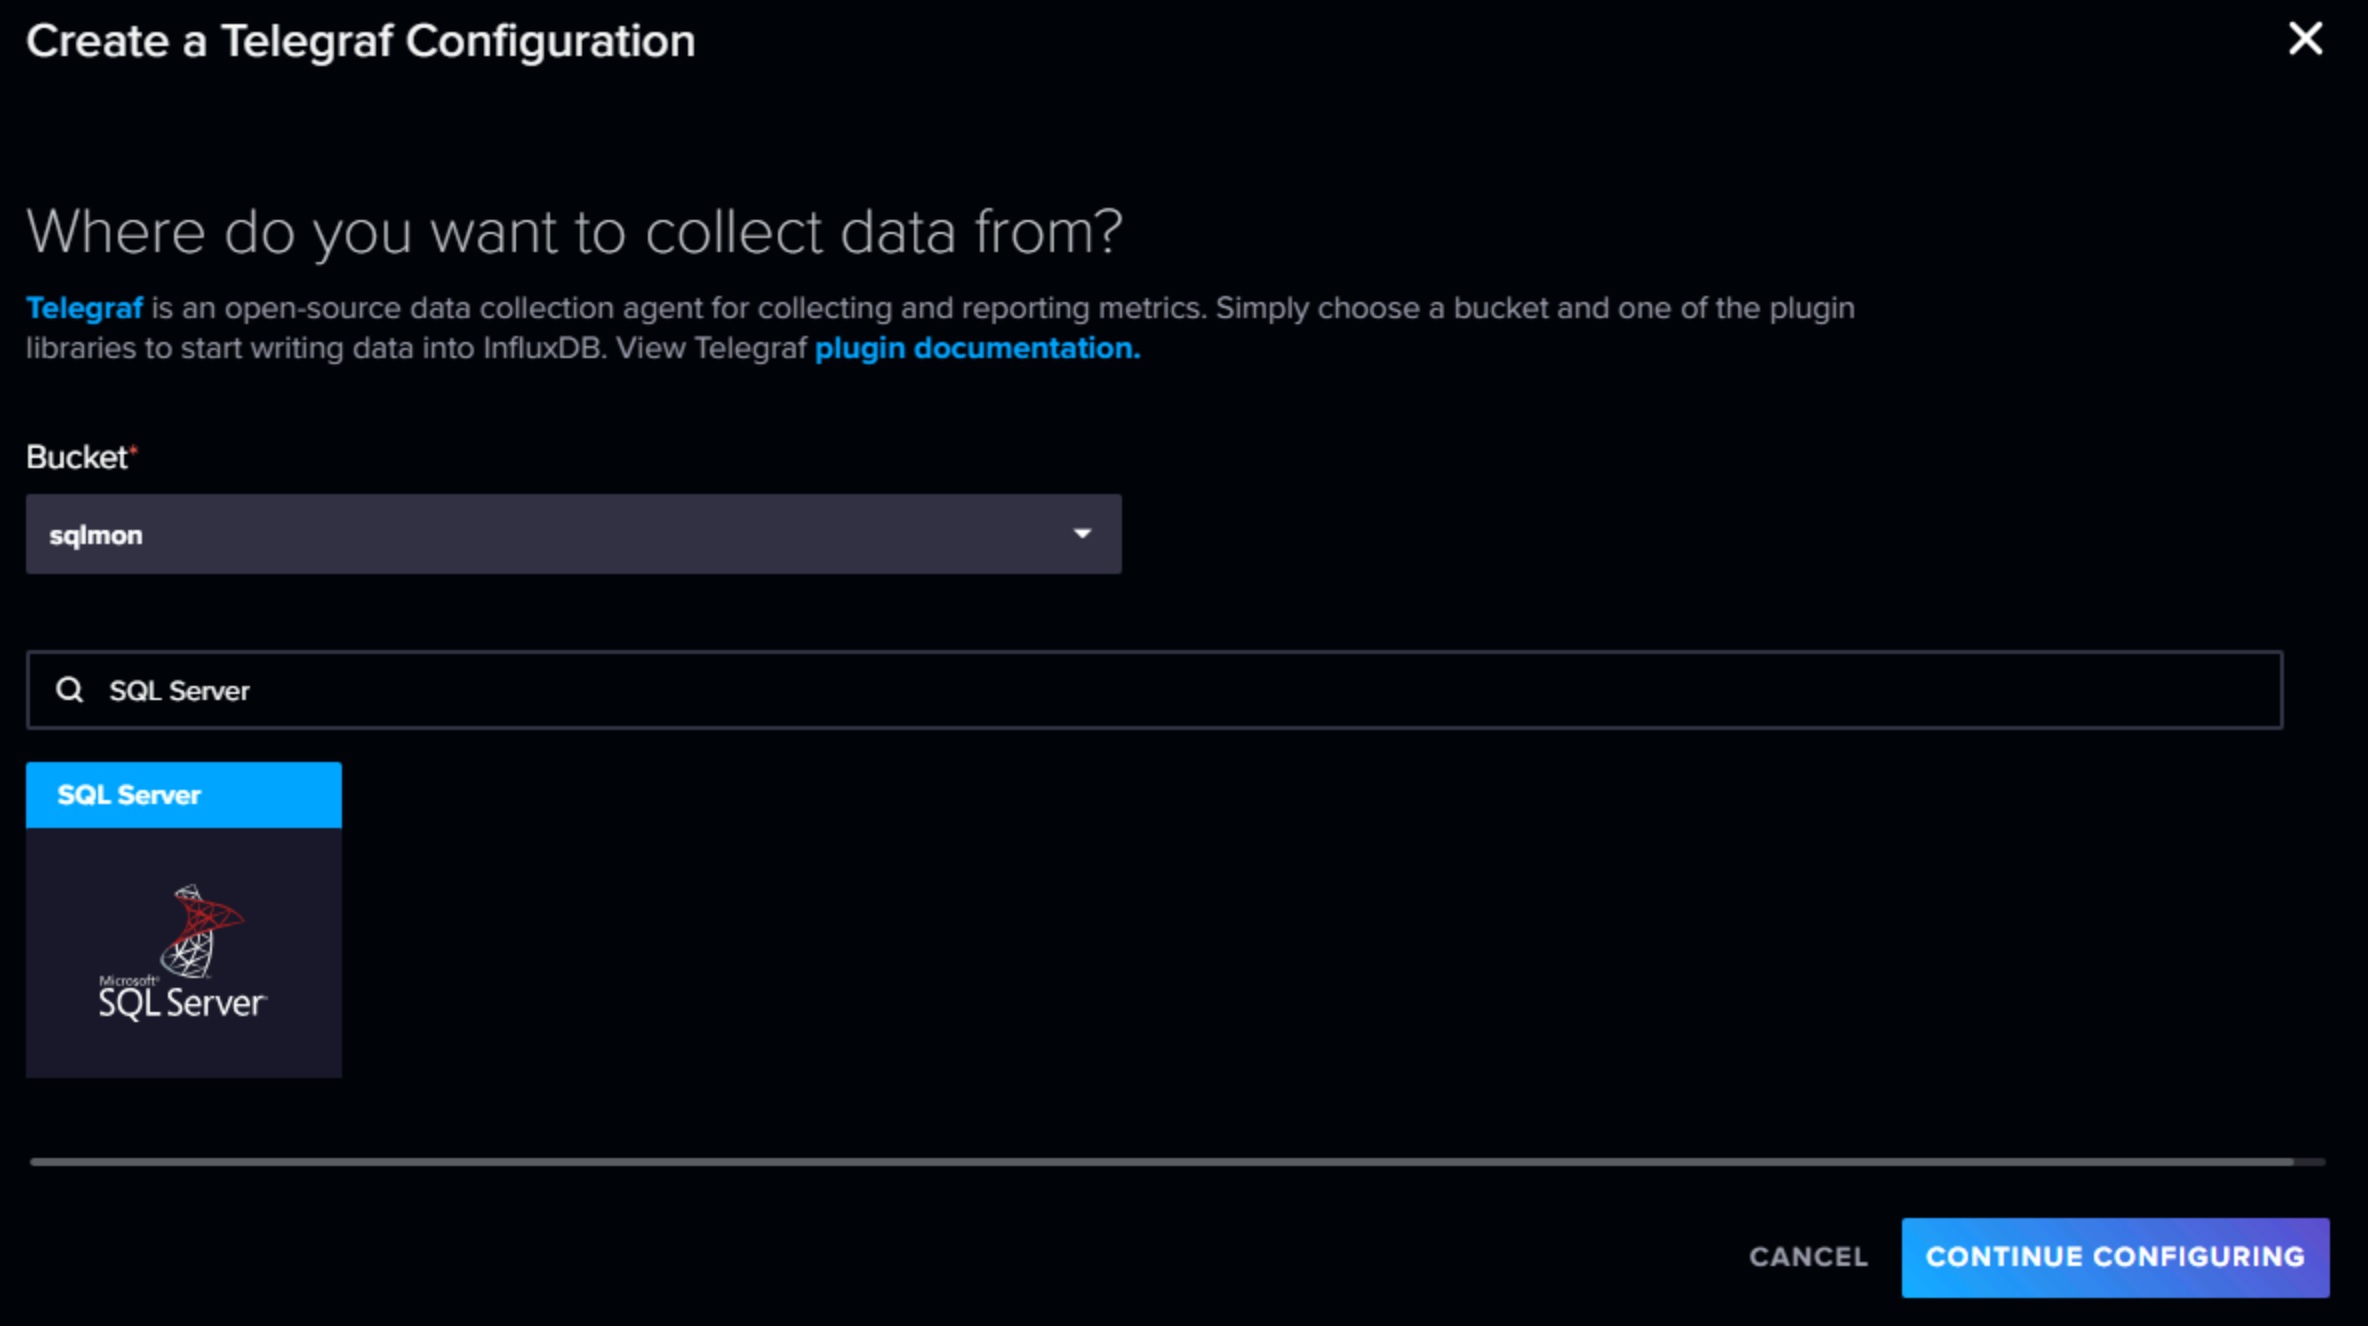 Create a Telegraf Configuration
Where do you want to collect data from?
Telegraf is an open-source data collection agent for collecting and reporting metrics. Simply choose a bucket and one of the plugin
libraries to start writing data into InfluxDB. View Telegraf plugin documentation.
Bucket*
sqlmon
SQL Server
SQL Server
Microsoft®
SQL Server
CANCEL
CONTINUE CONFIGURING